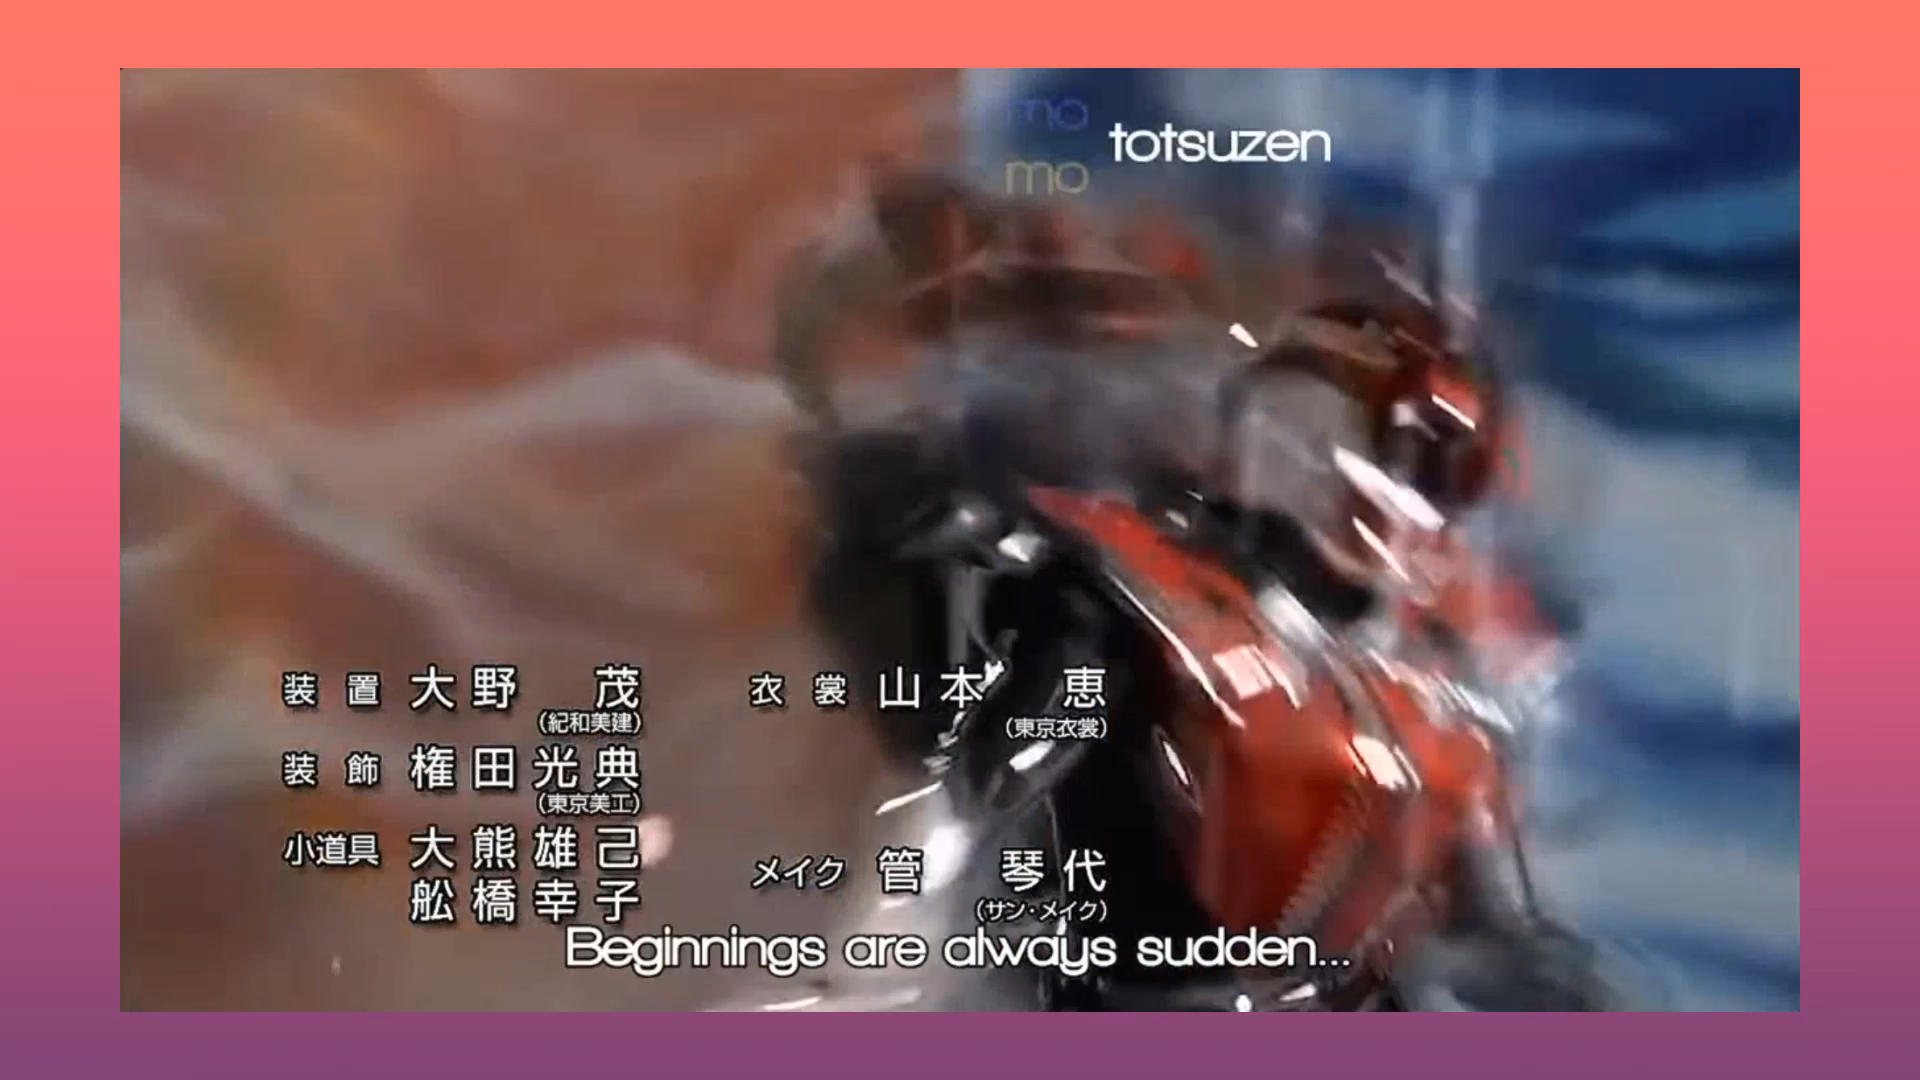 mo
totsuzen
mo
装置 大野 茂
(紀和美建)
装飾 権田光典
(東京美工)
小道具 大熊雄己
舩橋幸子
衣裳 山本 恵
(東京衣裳)
メイク 管 琴代
(サン・メイク)
Beginnings are always sudden...